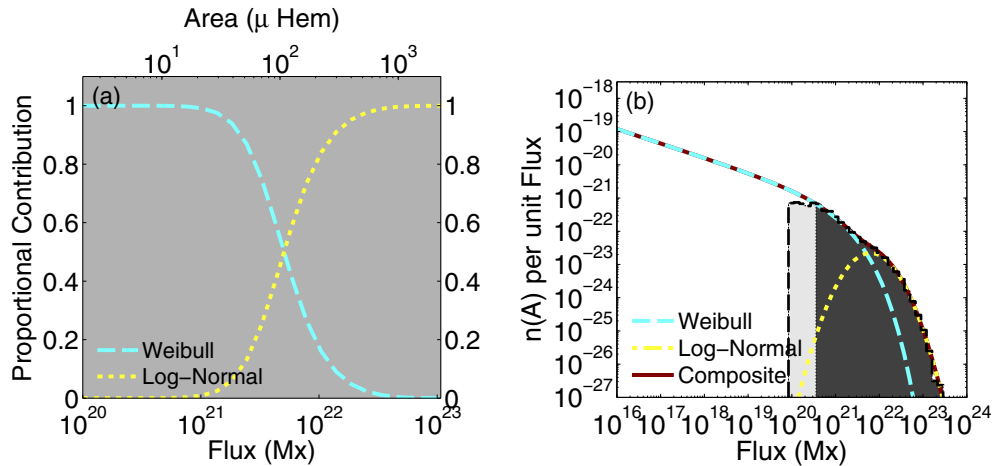 Area (μ Hem)
10^1 10^2 10^3
(a)
Proportional Contribution
1
0.8
0.6
0.4
0.2
0
1
0.8
0.6
0.4
0.2
0
Weibull
Log-Normal
10^20 10^21 10^22 10^23
Flux (Mx)
(b)
n(A) per unit Flux
10^-18
10^-19
10^-20
10^-21
10^-22
10^-23
10^-24
10^-25
10^-26
10^-27
Weibull
Log-Normal
Composite
10^16 10^17 10^18 10^19 10^20 10^21 10^22 10^23 10^24
Flux (Mx)